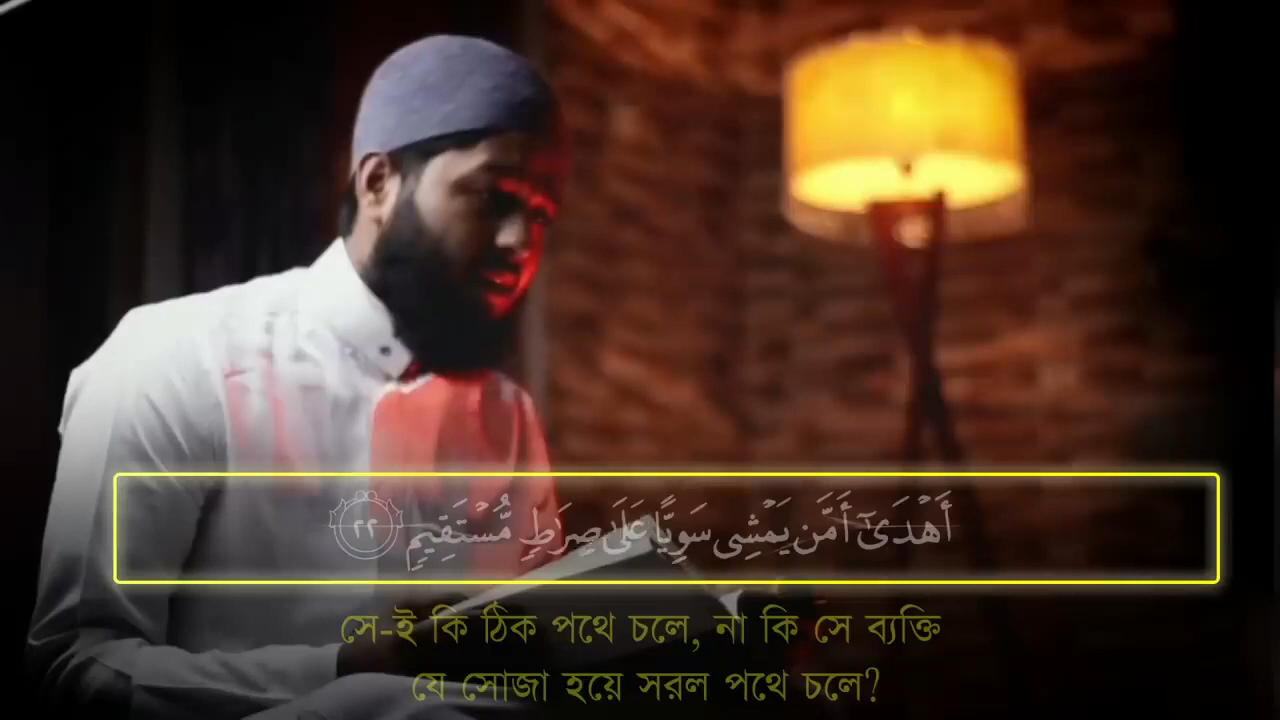 أَهْدَىٰٓ أَمَّن يَمْشِى سَوِيًّا عَلَىٰ صِرَٰطٍ مُّسْتَقِيمٍ ٢٢
সে-ই কি ঠিক পথে চলে, না কি সে ব্যক্তি
যে সোজা হয়ে সরল পথে চলে?